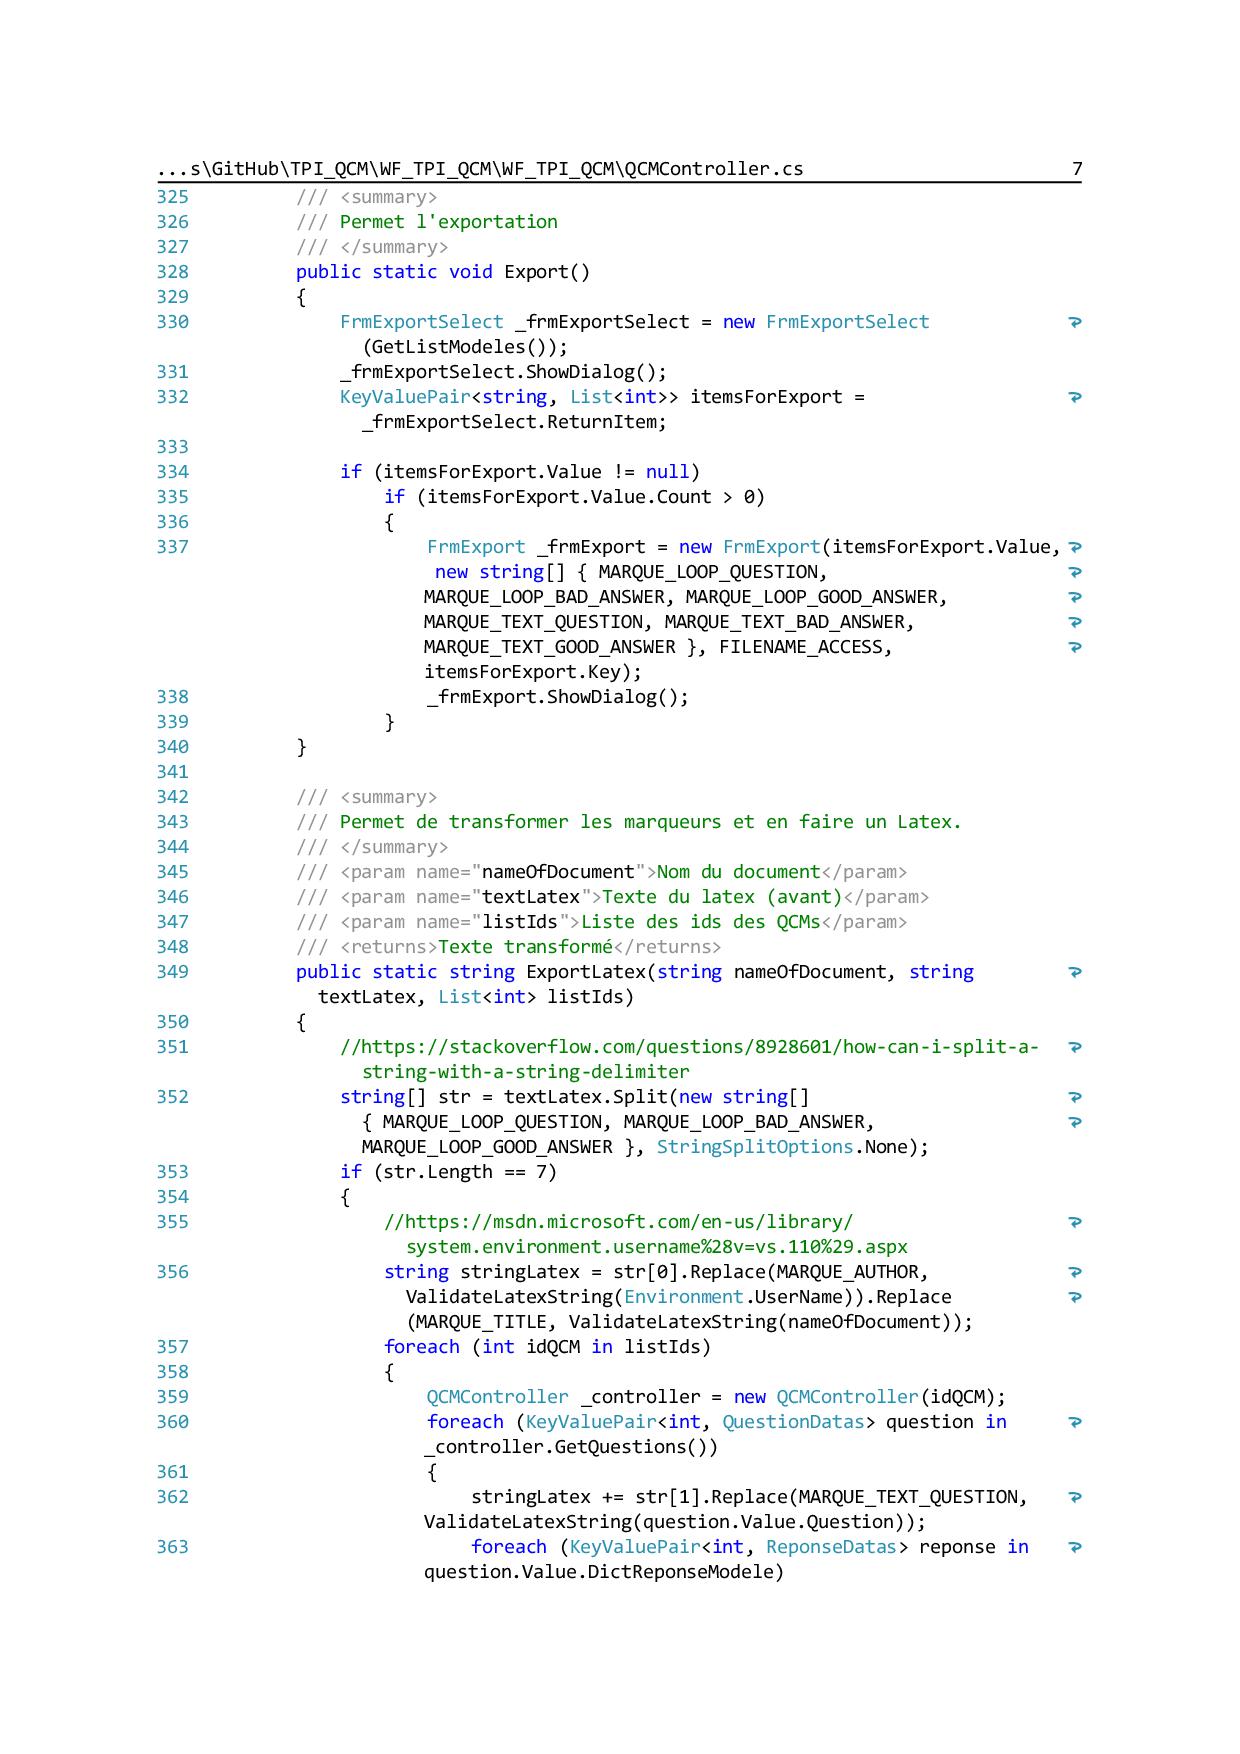 ...s\GitHub\TPI_QCM\WF_TPI_QCM\WF_TPI_QCM\QCMController.cs 7
325 /// <summary>
326 /// Permet l'exportation
327 /// </summary>
328 public static void Export()
329 {
330 FrmExportSelect _frmExportSelect = new FrmExportSelect
(GetListModeles());
331 _frmExportSelect.ShowDialog();
332 KeyValuePair<string, List<int>> itemsForExport =
_frmExportSelect.ReturnItem;
333
334 if (itemsForExport.Value != null)
335 if (itemsForExport.Value.Count > 0)
336 {
337 FrmExport _frmExport = new FrmExport(itemsForExport.Value,
new string[] { MARQUE_LOOP_QUESTION,
MARQUE_LOOP_BAD_ANSWER, MARQUE_LOOP_GOOD_ANSWER,
MARQUE_TEXT_QUESTION, MARQUE_TEXT_BAD_ANSWER,
MARQUE_TEXT_GOOD_ANSWER }, FILENAME_ACCESS,
itemsForExport.Key);
338 _frmExport.ShowDialog();
339 }
340 }
341
342 /// <summary>
343 /// Permet de transformer les marqueurs et en faire un Latex.
344 /// </summary>
345 /// <param name="nameOfDocument">Nom du document</param>
346 /// <param name="textLatex">Texte du latex (avant)</param>
347 /// <param name="listIds">Liste des ids des QCMs</param>
348 /// <returns>Texte transformé</returns>
349 public static string ExportLatex(string nameOfDocument, string
textLatex, List<int> listIds)
350 {
351 //https://stackoverflow.com/questions/8928601/how-can-i-split-a-
string-with-a-string-delimiter
352 string[] str = textLatex.Split(new string[]
{ MARQUE_LOOP_QUESTION, MARQUE_LOOP_BAD_ANSWER,
MARQUE_LOOP_GOOD_ANSWER }, StringSplitOptions.None);
353 if (str.Length == 7)
354 {
355 //https://msdn.microsoft.com/en-us/library/
system.environment.username%28v=vs.110%29.aspx
356 string stringLatex = str[0].Replace(MARQUE_AUTHOR,
ValidateLatexString(Environment.UserName)).Replace
(MARQUE_TITLE, ValidateLatexString(nameOfDocument));
357 foreach (int idQCM in listIds)
358 {
359 QCMController _controller = new QCMController(idQCM);
360 foreach (KeyValuePair<int, QuestionDatas> question in
_controller.GetQuestions())
361 {
362 stringLatex += str[1].Replace(MARQUE_TEXT_QUESTION,
ValidateLatexString(question.Value.Question));
363 foreach (KeyValuePair<int, ReponseDatas> reponse in
question.Value.DictReponseModele)